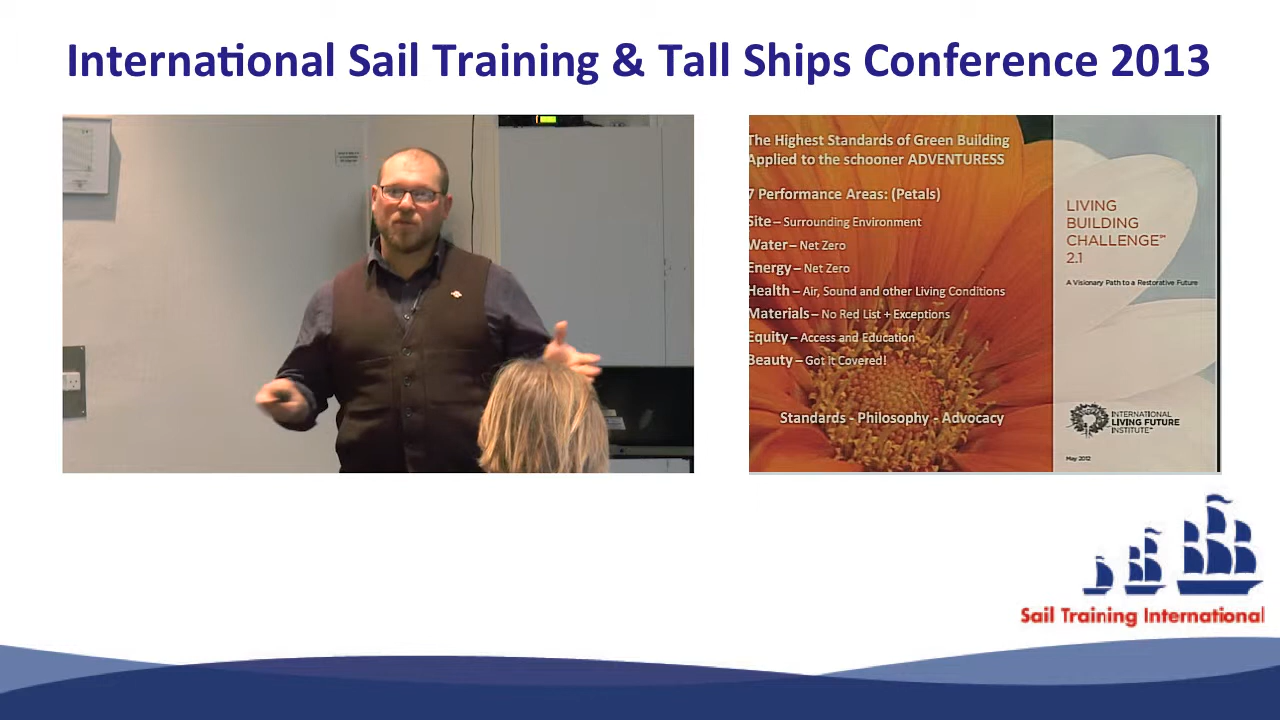 International Sail Training & Tall Ships Conference 2013
The Highest Standards of Green Building
Applied to the schooner ADVENTURESS
7 Performance Areas: (Petals)
Site – Surrounding Environment
Water – Net Zero
Energy – Net Zero
Health – Air, Sound and other Living Conditions
Materials – No Red List + Exceptions
Equity – Access and Education
Beauty – Got it Covered!
Standards - Philosophy - Advocacy
LIVING
BUILDING
CHALLENGE℠
2.1
A Visionary Path to a Restorative Future
INTERNATIONAL
LIVING FUTURE
INSTITUTE
May 2012
Sail Training International